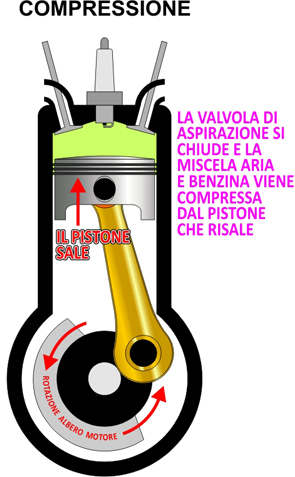 COMPRESSIONE
LA VALVOLA DI
ASPIRAZIONE SI
CHIUDE E LA
MISCELA ARIA
E BENZINA VIENE
COMPRESSA
DAL PISTONE
CHE RISALE
IL PISTONE
SALE
ROTAZIONE ALBERO MOTORE